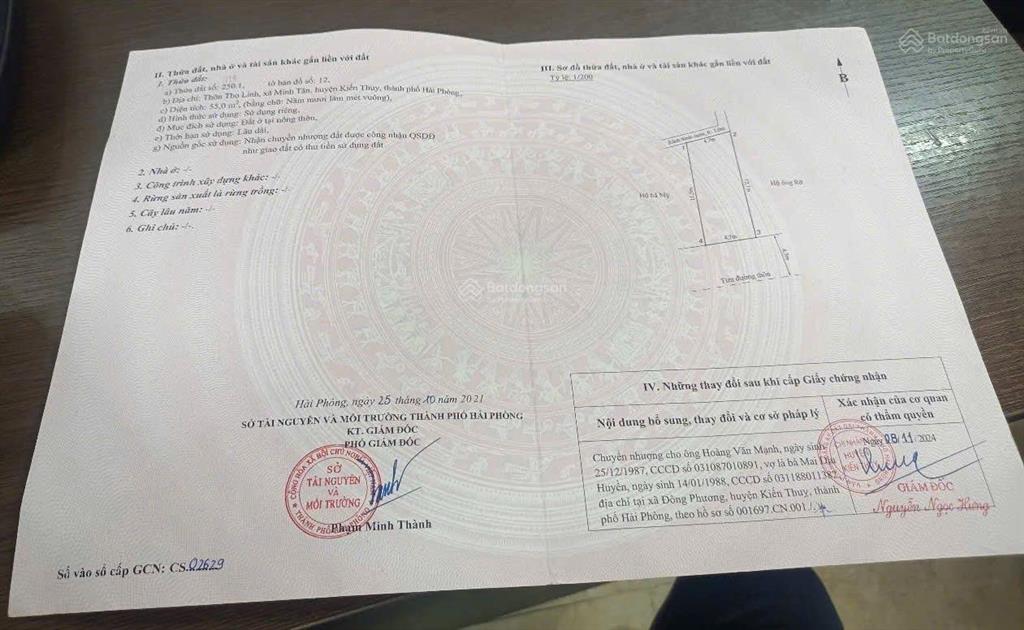 II. Thửa đất, nhà ở và tài sản khác gắn liền với đất
1. Thửa đất:
a) Thửa đất số: 250.1, tờ bản đồ số: 12,
b) Địa chỉ: Thôn Thọ Linh, xã Minh Tân, huyện Kiến Thụy, thành phố Hải Phòng,
c) Diện tích: 55,0 m², (bằng chữ: Năm mươi lăm mét vuông),
d) Hình thức sử dụng: Sử dụng riêng,
đ) Mục đích sử dụng: Đất ở tại nông thôn,
e) Thời hạn sử dụng: Lâu dài,
g) Nguồn gốc sử dụng: Nhận chuyển nhượng đất được công nhận QSDĐ
như giao đất có thu tiền sử dụng đất
2. Nhà ở: -/-
3. Công trình xây dựng khác: -/-
4. Rừng sản xuất là rừng trồng: -/-
5. Cây lâu năm: -/-
6. Ghi chú: -/-.
Hải Phòng, ngày 25 tháng 10 năm 2021
SỞ TÀI NGUYÊN VÀ MÔI TRƯỜNG THÀNH PHỐ HẢI PHÒNG
KT. GIÁM ĐỐC
PHÓ GIÁM ĐỐC
SỞ
TÀI NGUYÊN
VÀ
MÔI TRƯỜNG
Phạm Minh Thành
Số vào sổ cấp GCN: CS.02629
III. Sơ đồ thửa đất, nhà ở và tài sản khác gắn liền với đất
Tỷ lệ: 1/200
B
2
4.7m
Hộ bà Mỹ
Hộ ông Rô
4
4.7m
3
Tim đường thôn
IV. Những thay đổi sau khi cấp Giấy chứng nhận
Nội dung bổ sung, thay đổi và cơ sở pháp lý
Xác nhận của cơ quan
có thẩm quyền
Chuyển nhượng cho ông Hoàng Văn Mạnh, ngày sinh
25/12/1987, CCCD số 031087010891, vợ là bà Mai Thu
Huyền, ngày sinh 14/01/1988, CCCD số 031188011382
địa chỉ tại xã Đông Phương, huyện Kiến Thụy, thành
phố Hải Phòng, theo hồ sơ số 001697.CN.001./.
Ngày 08/11/2024
GIÁM ĐỐC
Nguyễn Ngọc Hưng
Batdongsan
by PropertyGuru
Batdongsan